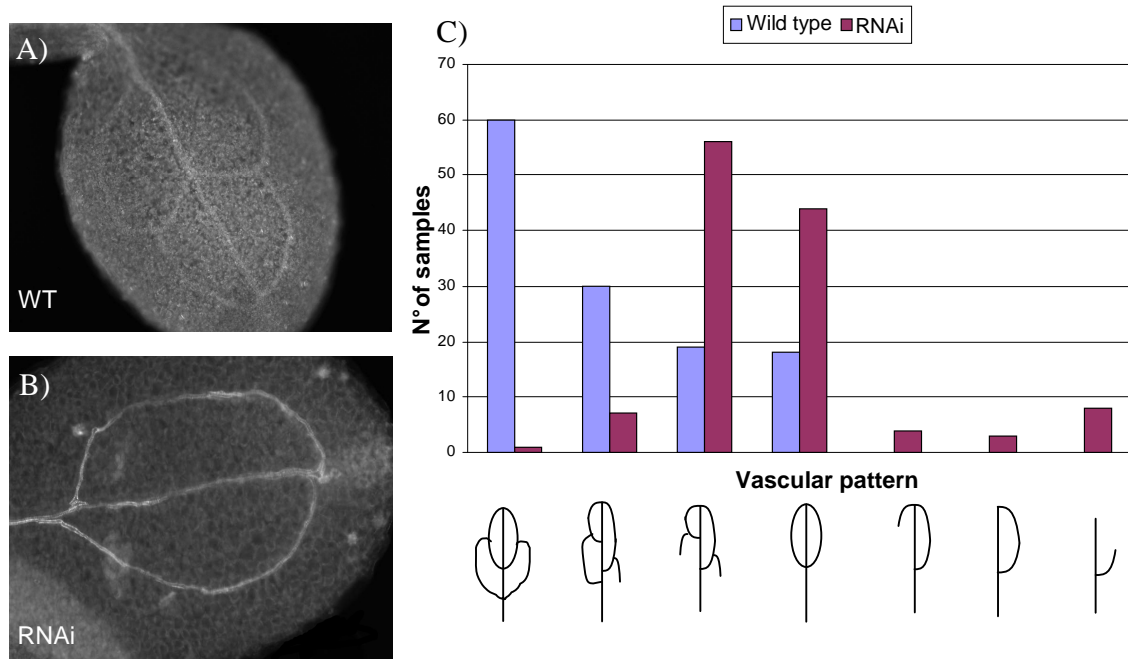 A)
WT
B)
RNAi
C)
Wild type RNAi
70
60
50
40
30
20
10
0
N° of samples
Vascular pattern